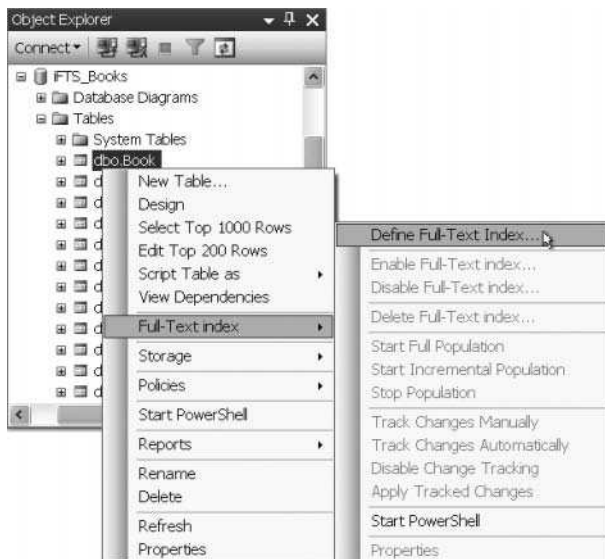 Object Explorer
Connect
iFTS_Books
Database Diagrams
Tables
System Tables
dbo.Book
d
d
d
d
d
d
d
d
d
d
d
New Table...
Design
Select Top 1000 Rows
Edit Top 200 Rows
Script Table as
View Dependencies
Full-Text index
Storage
Policies
Start PowerShell
Reports
Rename
Delete
Refresh
Properties
Define Full-Text Index...
Enable Full-Text index...
Disable Full-Text index...
Delete Full-Text index...
Start Full Population
Start Incremental Population
Stop Population
Track Changes Manually
Track Changes Automatically
Disable Change Tracking
Apply Tracked Changes
Start PowerShell
Properties